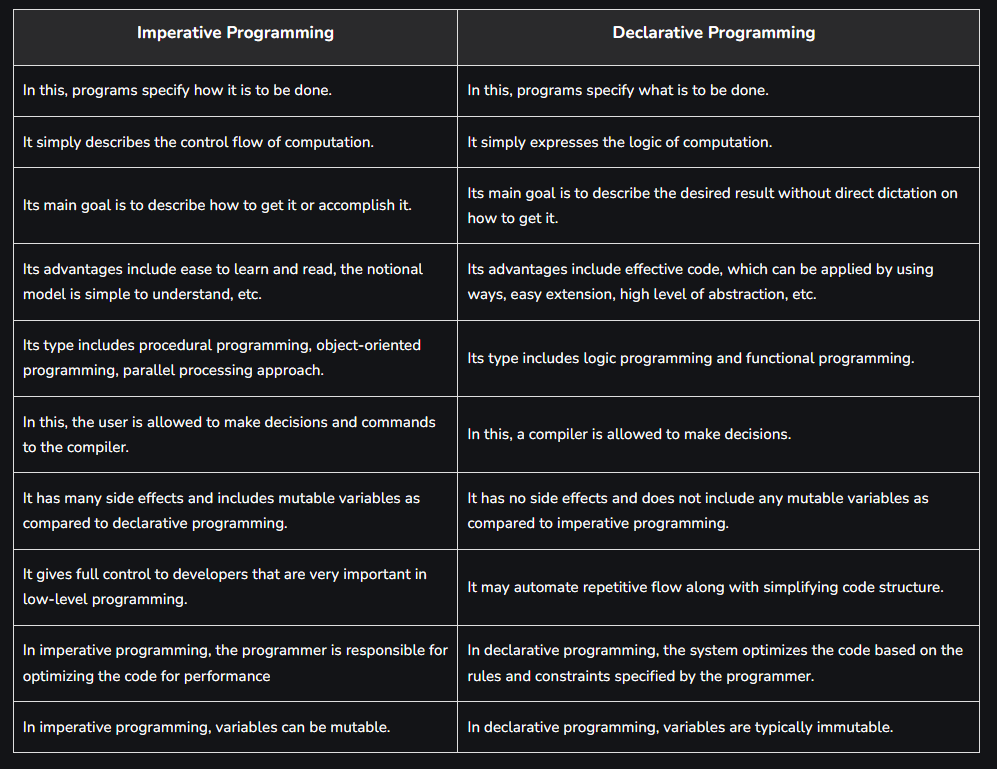 Imperative Programming
Declarative Programming
In this, programs specify how it is to be done.
In this, programs specify what is to be done.
It simply describes the control flow of computation.
It simply expresses the logic of computation.
Its main goal is to describe how to get it or accomplish it.
Its main goal is to describe the desired result without direct dictation on
how to get it.
Its advantages include ease to learn and read, the notional
model is simple to understand, etc.
Its advantages include effective code, which can be applied by using
ways, easy extension, high level of abstraction, etc.
Its type includes procedural programming, object-oriented
programming, parallel processing approach.
Its type includes logic programming and functional programming.
In this, the user is allowed to make decisions and commands
to the compiler.
In this, a compiler is allowed to make decisions.
It has many side effects and includes mutable variables as
compared to declarative programming.
It has no side effects and does not include any mutable variables as
compared to imperative programming.
It gives full control to developers that are very important in
low-level programming.
It may automate repetitive flow along with simplifying code structure.
In imperative programming, the programmer is responsible for
optimizing the code for performance
In declarative programming, the system optimizes the code based on the
rules and constraints specified by the programmer.
In imperative programming, variables can be mutable.
In declarative programming, variables are typically immutable.